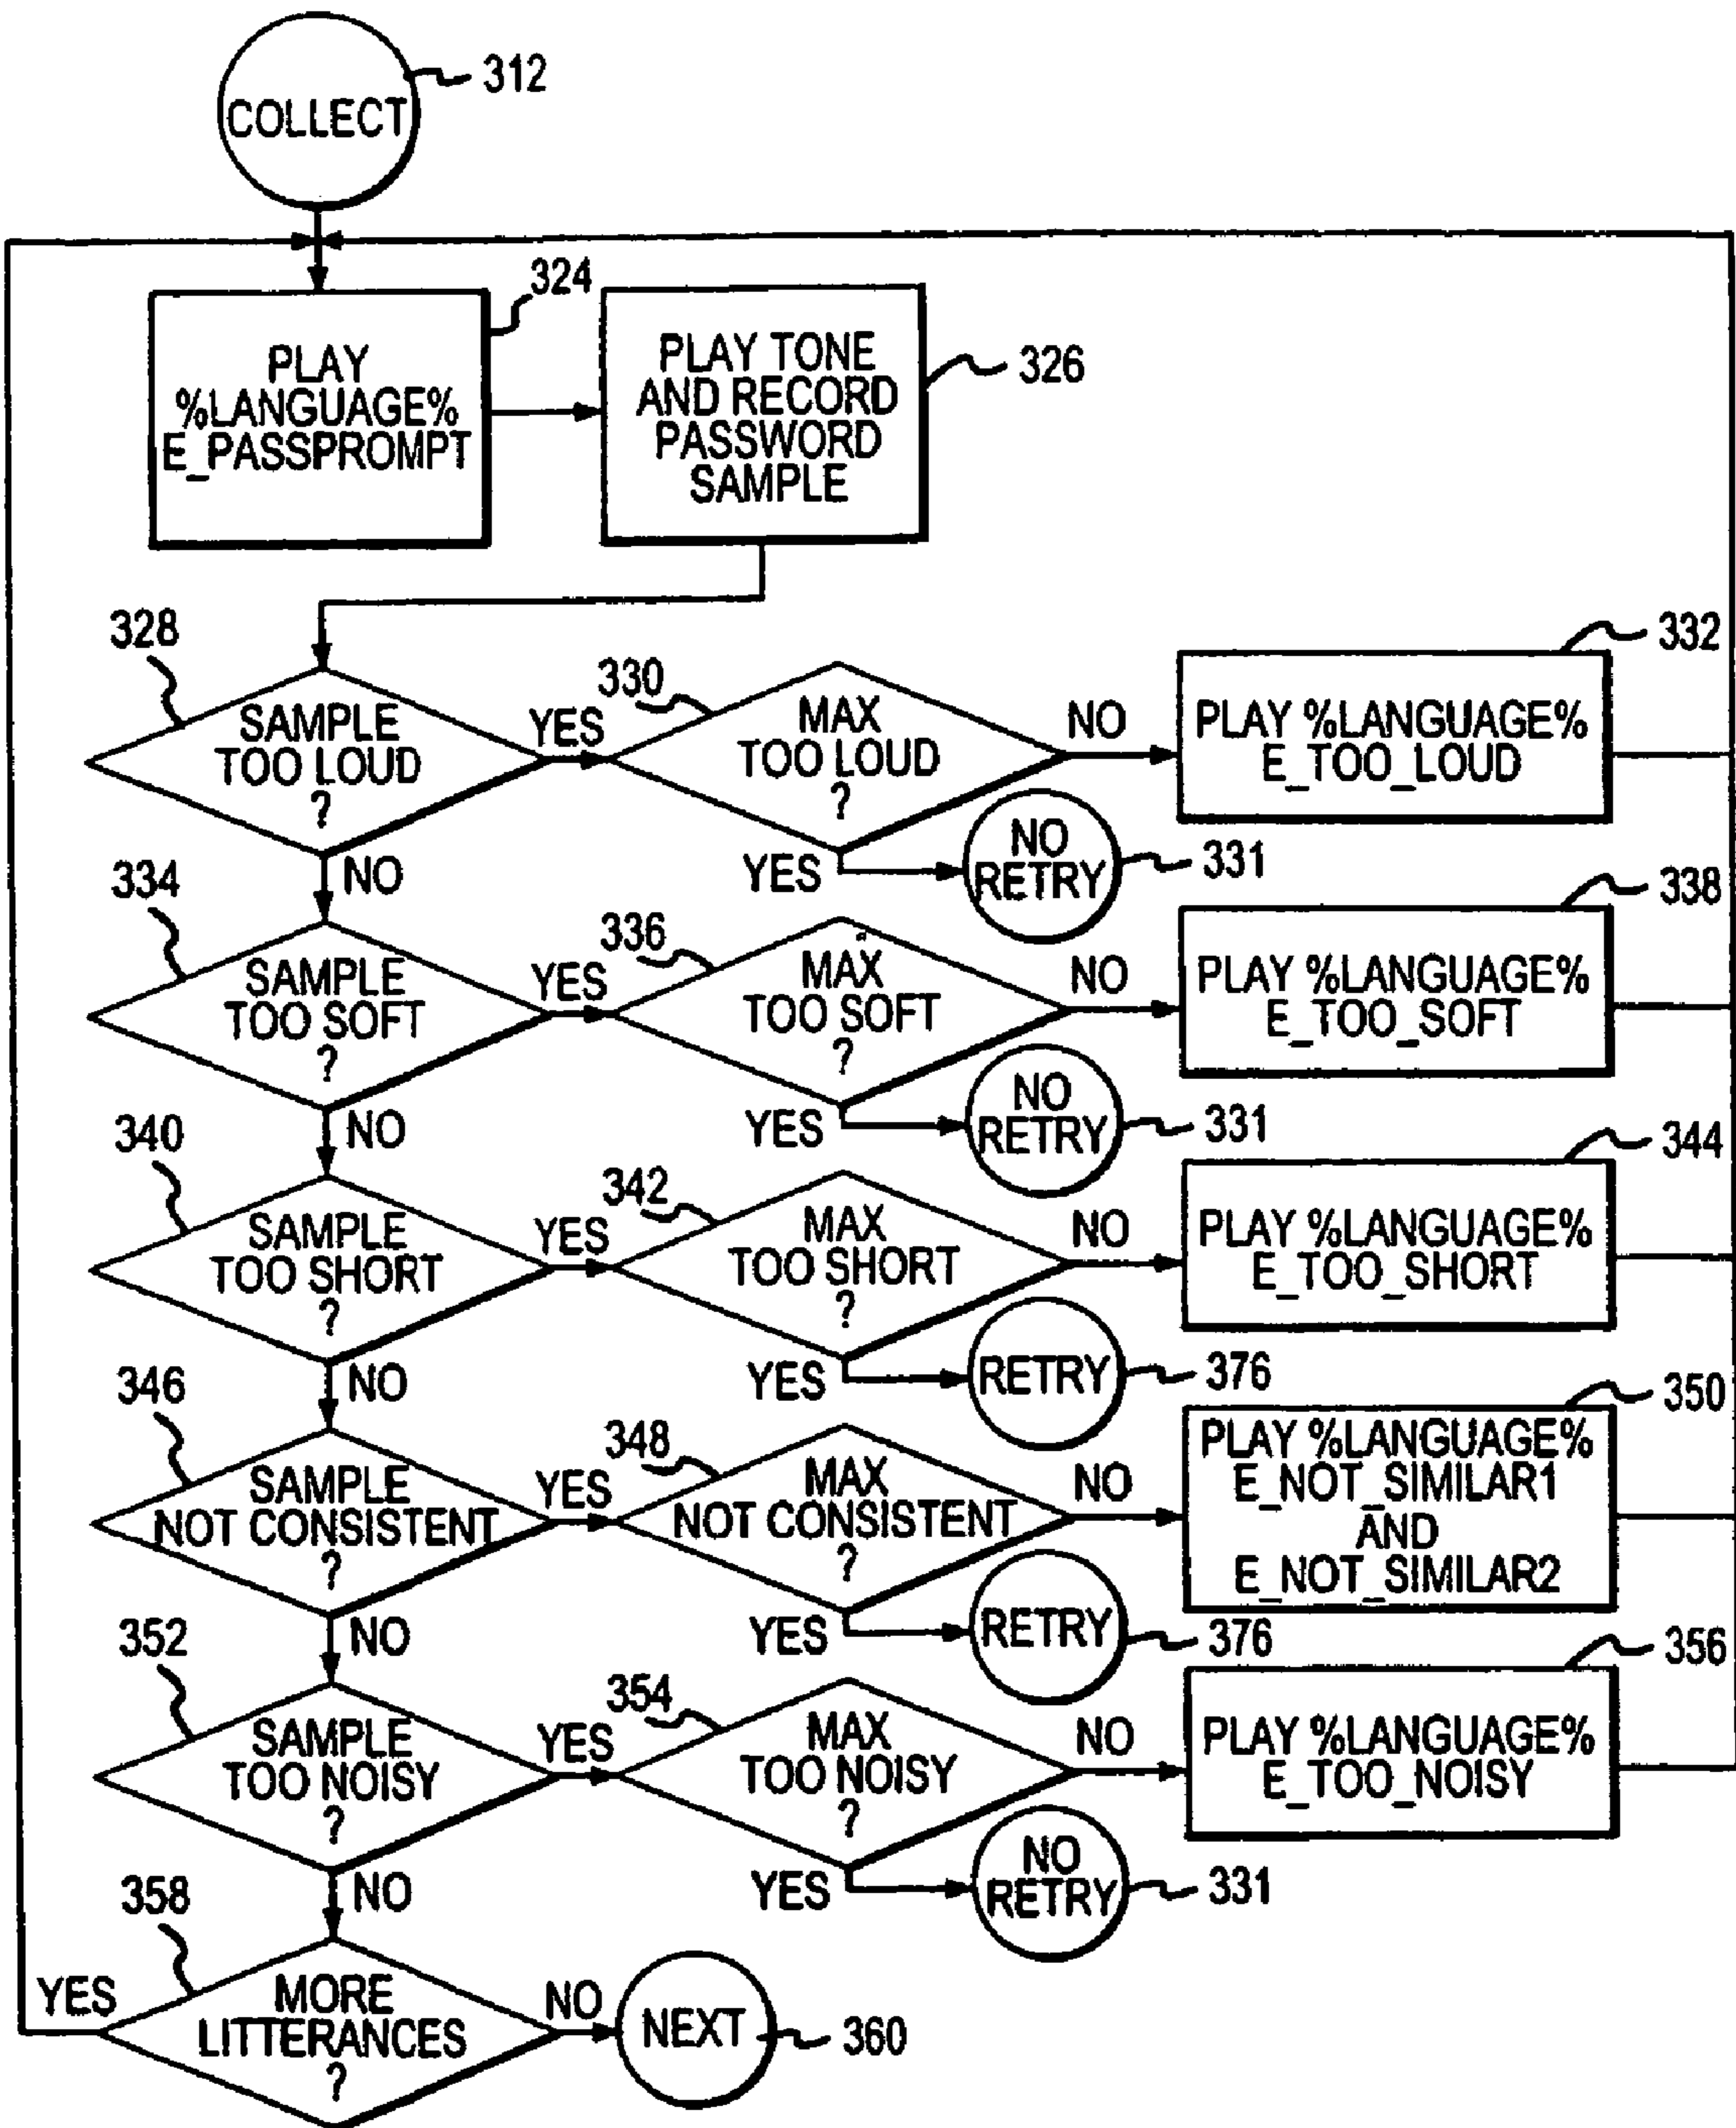 COLLECT
312
PLAY
%LANGUAGE%
E_PASSPROMPT
324
PLAY TONE
AND RECORD
PASSWORD
SAMPLE
326
328
SAMPLE
TOO LOUD
?
YES
NO
330
MAX
TOO LOUD
?
NO
YES
NO
RETRY
331
332
PLAY %LANGUAGE%
E_TOO_LOUD
334
SAMPLE
TOO SOFT
?
YES
NO
336
MAX
TOO SOFT
?
NO
YES
NO
RETRY
331
338
PLAY %LANGUAGE%
E_TOO_SOFT
340
SAMPLE
TOO SHORT
?
YES
NO
342
MAX
TOO SHORT
?
NO
YES
RETRY
376
344
PLAY %LANGUAGE%
E_TOO_SHORT
346
SAMPLE
NOT CONSISTENT
?
YES
NO
348
MAX
NOT CONSISTENT
?
NO
YES
RETRY
376
350
PLAY %LANGUAGE%
E_NOT_SIMILAR1
AND
E_NOT_SIMILAR2
352
SAMPLE
TOO NOISY
?
YES
NO
354
MAX
TOO NOISY
?
NO
YES
NO
RETRY
331
356
PLAY %LANGUAGE%
E_TOO_NOISY
358
MORE
LITTERANCES
?
YES
NO
NEXT
360